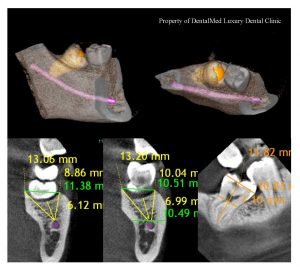 Property of DentalMed Luxury Dental Clinic
13.06 mm
8.86 mm
11.38 mm
6.12 mm
13.20 mm
10.04 mm
10.51 mm
6.99 mm
10.49 mm